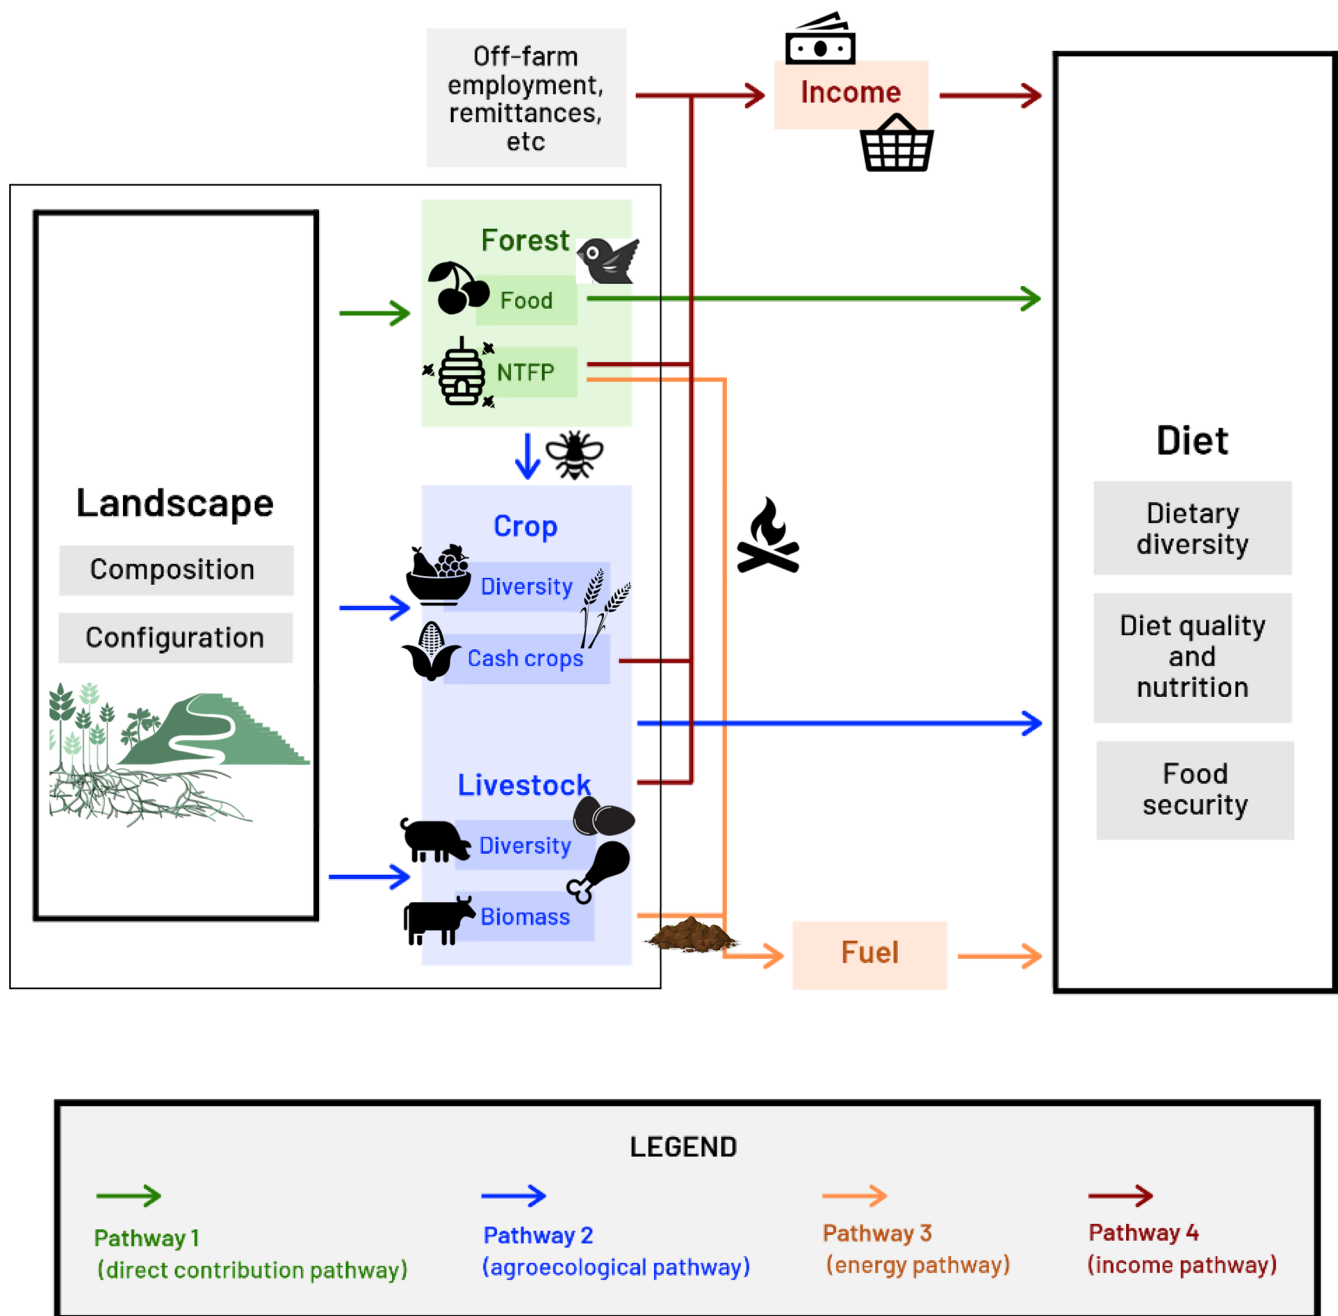 Off-farm
employment,
remittances,
etc
Income
Forest
Food
NTFP
Landscape
Composition
Configuration
Crop
Diversity
Cash crops
Livestock
Diversity
Biomass
Fuel
Diet
Dietary
diversity
Diet quality
and
nutrition
Food
security
LEGEND
Pathway 1
(direct contribution pathway)
Pathway 2
(agroecological pathway)
Pathway 3
(energy pathway)
Pathway 4
(income pathway)